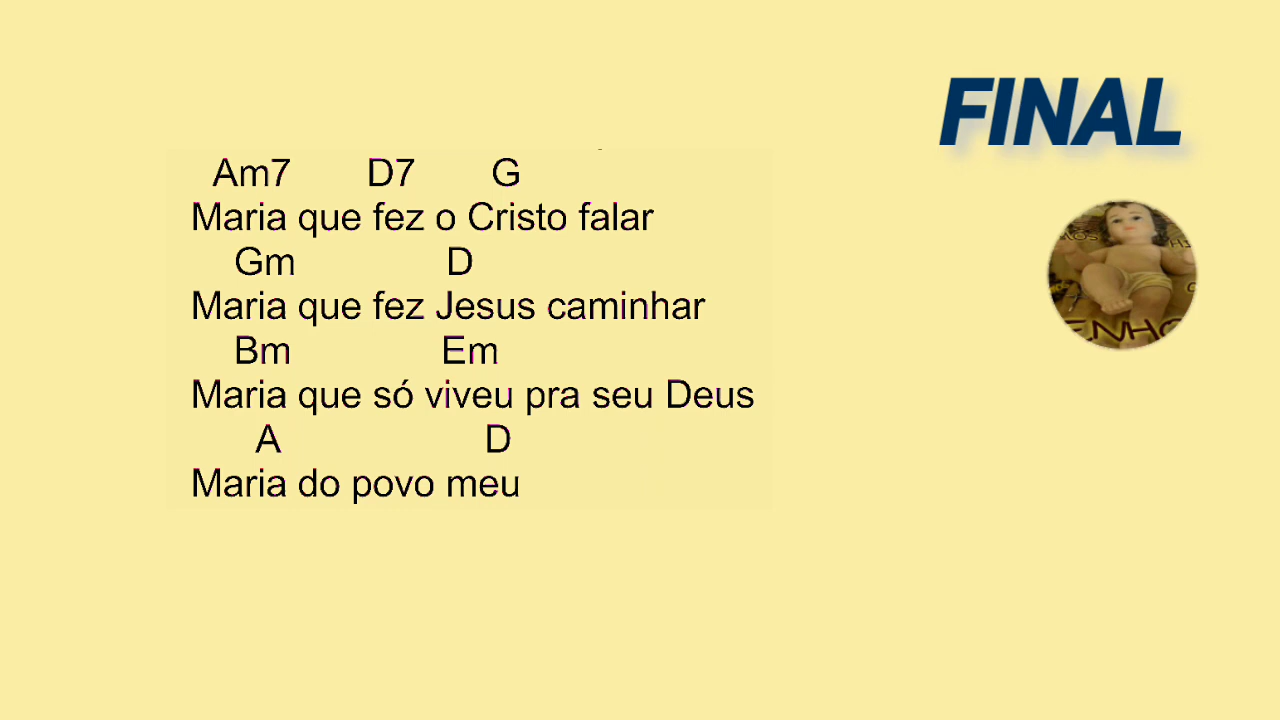 FINAL
Am7 D7 G
Maria que fez o Cristo falar
Gm D
Maria que fez Jesus caminhar
Bm Em
Maria que só viveu pra seu Deus
A D
Maria do povo meu